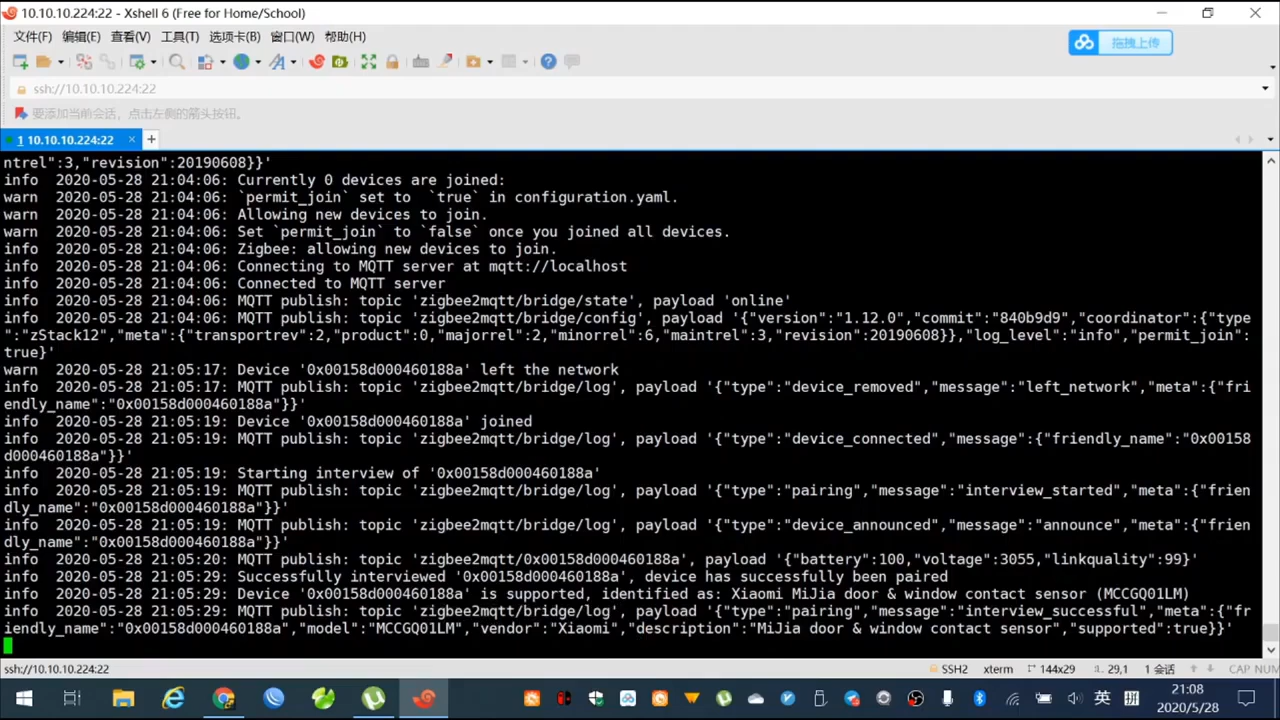 10.10.10.224:22 - Xshell 6 (Free for Home/School)
文件(F) 编辑(E) 查看(V) 工具(T) 选项卡(B) 窗口(W) 帮助(H)
拖拽上传
ssh://10.10.10.224:22
要添加当前会话，点击左侧的箭头按钮。
1 10.10.10.224:22 × +
ntrel":3,"revision":20190608}}'
info  2020-05-28 21:04:06: Currently 0 devices are joined:
warn  2020-05-28 21:04:06: `permit_join` set to  `true` in configuration.yaml.
warn  2020-05-28 21:04:06: Allowing new devices to join.
warn  2020-05-28 21:04:06: Set `permit_join` to `false` once you joined all devices.
info  2020-05-28 21:04:06: Zigbee: allowing new devices to join.
info  2020-05-28 21:04:06: Connecting to MQTT server at mqtt://localhost
info  2020-05-28 21:04:06: Connected to MQTT server
info  2020-05-28 21:04:06: MQTT publish: topic 'zigbee2mqtt/bridge/state', payload 'online'
info  2020-05-28 21:04:06: MQTT publish: topic 'zigbee2mqtt/bridge/config', payload '{"version":"1.12.0","commit":"840b9d9","coordinator":{"type
":"zStack12","meta":{"transportrev":2,"product":0,"majorrel":2,"minorrel":6,"maintrel":3,"revision":20190608}},"log_level":"info","permit_join":
true}'
warn  2020-05-28 21:05:17: Device '0x00158d000460188a' left the network
info  2020-05-28 21:05:17: MQTT publish: topic 'zigbee2mqtt/bridge/log', payload '{"type":"device_removed","message":"left_network","meta":{"fri
endly_name":"0x00158d000460188a"}}'
info  2020-05-28 21:05:19: Device '0x00158d000460188a' joined
info  2020-05-28 21:05:19: MQTT publish: topic 'zigbee2mqtt/bridge/log', payload '{"type":"device_connected","message":{"friendly_name":"0x00158
d000460188a"}}'
info  2020-05-28 21:05:19: Starting interview of '0x00158d000460188a'
info  2020-05-28 21:05:19: MQTT publish: topic 'zigbee2mqtt/bridge/log', payload '{"type":"pairing","message":"interview_started","meta":{"frien
dly_name":"0x00158d000460188a"}}'
info  2020-05-28 21:05:19: MQTT publish: topic 'zigbee2mqtt/bridge/log', payload '{"type":"device_announced","message":"announce","meta":{"frien
dly_name":"0x00158d000460188a"}}'
info  2020-05-28 21:05:20: MQTT publish: topic 'zigbee2mqtt/0x00158d000460188a', payload '{"battery":100,"voltage":3055,"linkquality":99}'
info  2020-05-28 21:05:29: Successfully interviewed '0x00158d000460188a', device has successfully been paired
info  2020-05-28 21:05:29: Device '0x00158d000460188a' is supported, identified as: Xiaomi MiJia door & window contact sensor (MCCGQ01LM)
info  2020-05-28 21:05:29: MQTT publish: topic 'zigbee2mqtt/bridge/log', payload '{"type":"pairing","message":"interview_successful","meta":{"fr
iendly_name":"0x00158d000460188a","model":"MCCGQ01LM","vendor":"Xiaomi","description":"MiJia door & window contact sensor","supported":true}}'
ssh://10.10.10.224:22 SSH2 xterm 144x29 29,1 1 会话 CAP NUM
英 拼 21:08
2020/5/28